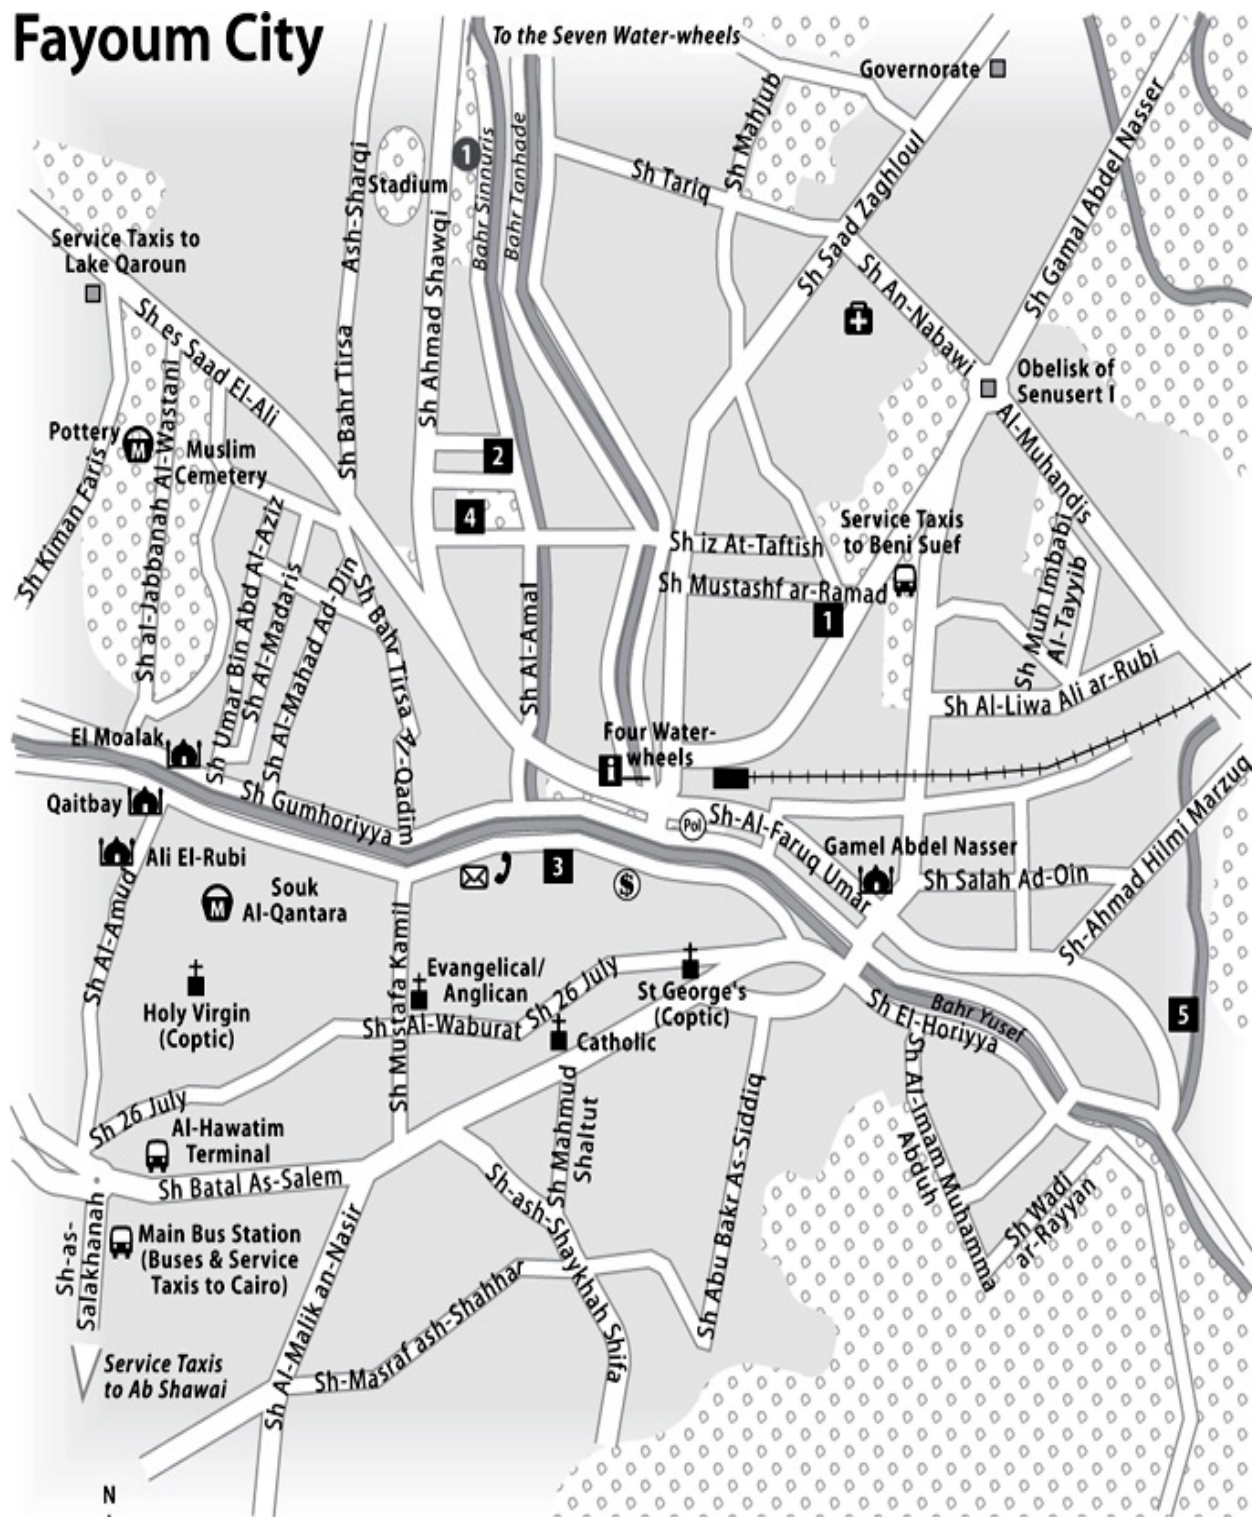 Fayoum City
To the Seven Water-wheels
Governorate
Sh Mahjub
Sh Gamal Abdel Nasser
Bahr Sinnuris
Bahr Tanhade
1
Ash-Sharqi
Stadium
Sh Tariq
Sh Saad Zaghloul
Service Taxis to
Lake Qaroun
Sh Ahmad Shawqi
Sh An-Nabawi
Sh es Saad El-Ali
Sh Bahr Tirsa
Obelisk of
Senusert I
Al-Muhandis
Pottery
M
Sh al-Jabbanah Al-Wastani
Muslim
Cemetery
2
Sh Kiman Faris
4
Service Taxis
to Beni Suef
Sh iz At-Taftish
Sh Mustashf ar-Ramad
1
Sh Umar Bin Abd Al-Aziz
Sh Al-Madaris
Sh Al-Mahad Ad-Din
Sh Bahr Tirsa Al-Qadim
Sh Al-Amal
Sh Muh Imbabi
Al-Tayyib
Sh Al-Liwa Ali ar-Rubi
El Moalak
Four Water-
wheels
i
Qaitbay
Sh Gumhoriyya
Pol
Sh-Al-Faruq Umar
Gamel Abdel Nasser
Sh-Ahmad Hilmi Marzuq
Ali El-Rubi
3
$
Sh Salah Ad-Oin
Souk
Al-Qantara
M
Sh Al-Amud
Sh Mustafa Kamil
Evangelical/
Anglican
Sh 26 July
St George's
(Coptic)
Holy Virgin
(Coptic)
Sh Al-Waburat
Catholic
Bahr Yusef
Sh El-Horiyya
5
Sh 26 July
Al-Hawatim
Terminal
Sh Mahmud
Shaltut
Sh Abu Bakr As-Siddiq
Sh Al-Imam Muhamma
Abduh
Sh Batal As-Salem
Sh Wadi
ar-Rayyan
Sh-as-
Salakhanah
Main Bus Station
(Buses & Service
Taxis to Cairo)
Sh-ash-Shaykhah Shifa
Sh Al-Malik an-Nasir
Sh-Masraf ash-Shahhar
Service Taxis
to Ab Shawai
N